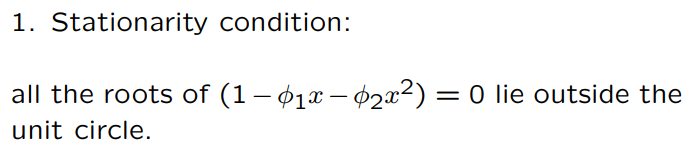 1. Stationarity condition:
all the roots of (1 − ϕ₁x − ϕ₂x²) = 0 lie outside the
unit circle.